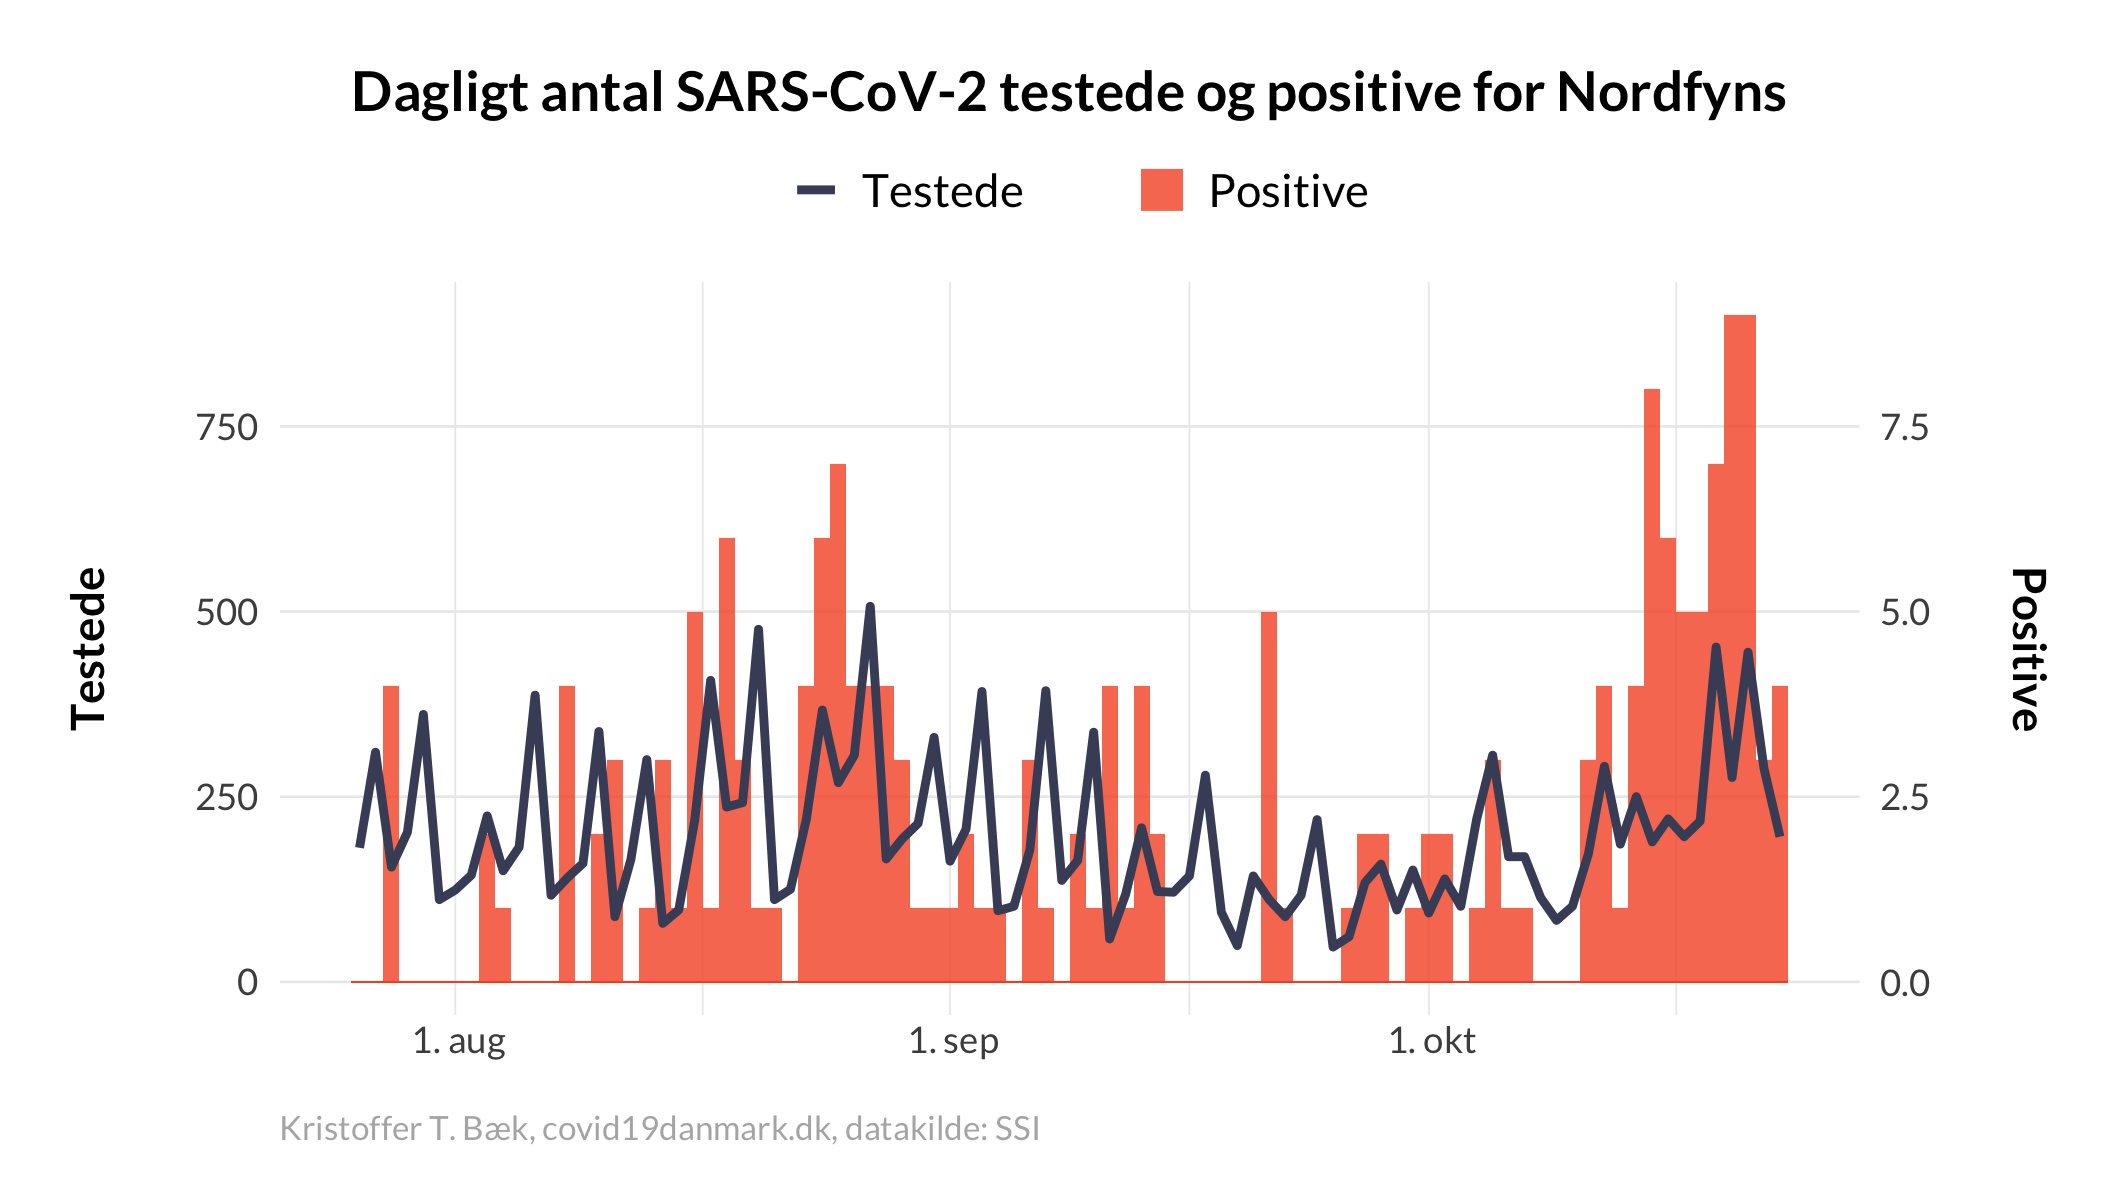 Dagligt antal SARS-CoV-2 testede og positive for Nordfyns
Testede Positive
Testede
750
500
250
0
7.5
5.0
2.5
0.0
Positive
1. aug 1. sep 1. okt
Kristoffer T. Bæk, covid19danmark.dk, datakilde: SSI